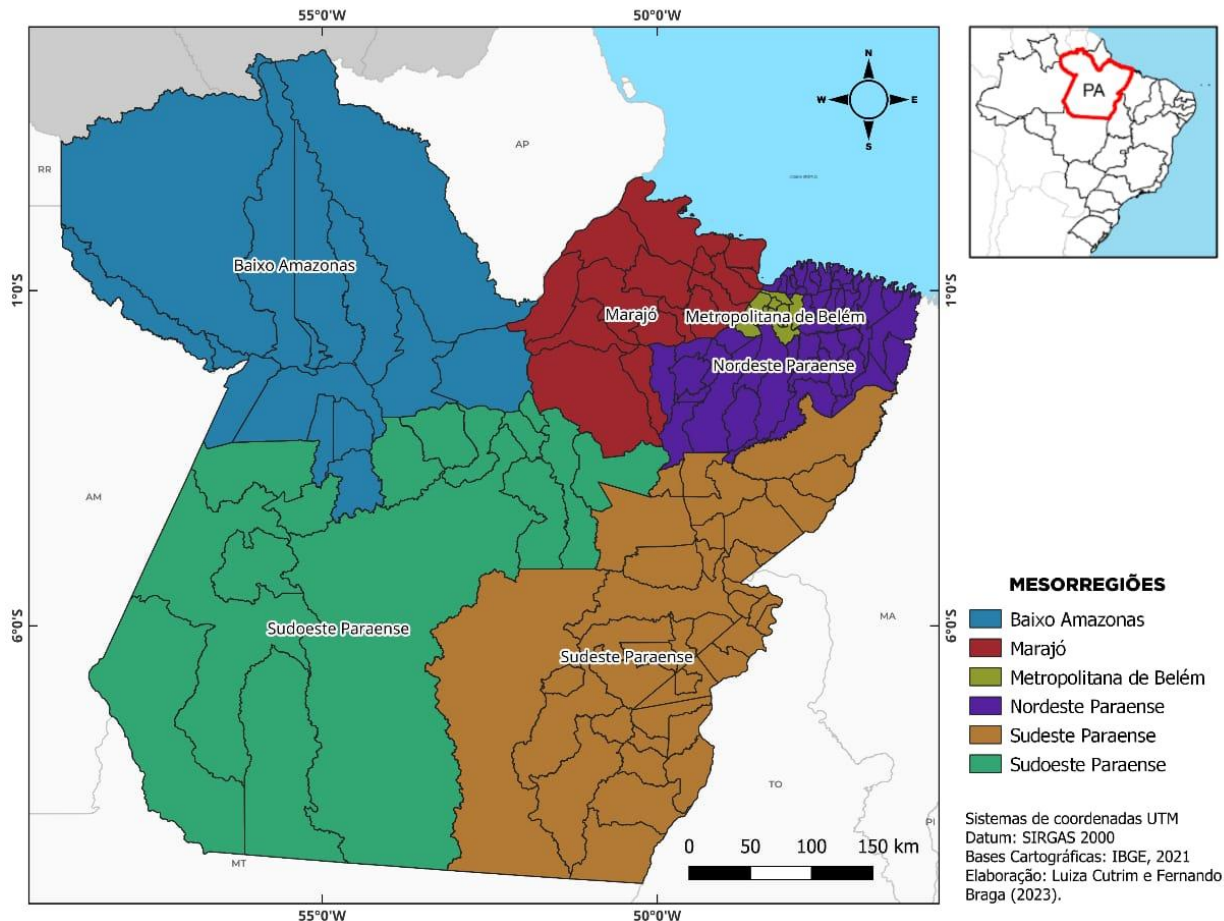 55°0'W
50°0'W
N
W
E
S
PA
RR
AP
Baixo Amazonas
1°0'S
1°0'S
Marajó
Metropolitana de Belém
Nordeste Paraense
AM
MA
6°0'S
6°0'S
Sudoeste Paraense
Sudeste Paraense
TO
PI
MT
0 50 100 150 km
55°0'W
50°0'W
MESORREGIÕES
Baixo Amazonas
Marajó
Metropolitana de Belém
Nordeste Paraense
Sudeste Paraense
Sudoeste Paraense
Sistemas de coordenadas UTM
Datum: SIRGAS 2000
Bases Cartográficas: IBGE, 2021
Elaboração: Luiza Cutrim e Fernando
Braga (2023).